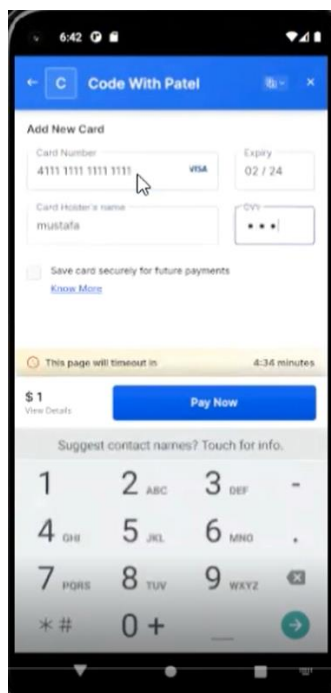 6:42
C Code With Patel
Add New Card
Card Number
4111 1111 1111 1111 VISA
Expiry
02 / 24
Card Holder's name
mustafa
CVV
Save card securely for future payments
Know More
This page will timeout in 4:34 minutes
$ 1
View Details
Pay Now
Suggest contact names? Touch for info.
1 2 ABC 3 DEF -
4 GHI 5 JKL 6 MNO .
7 PQRS 8 TUV 9 WXYZ
* # 0 + _